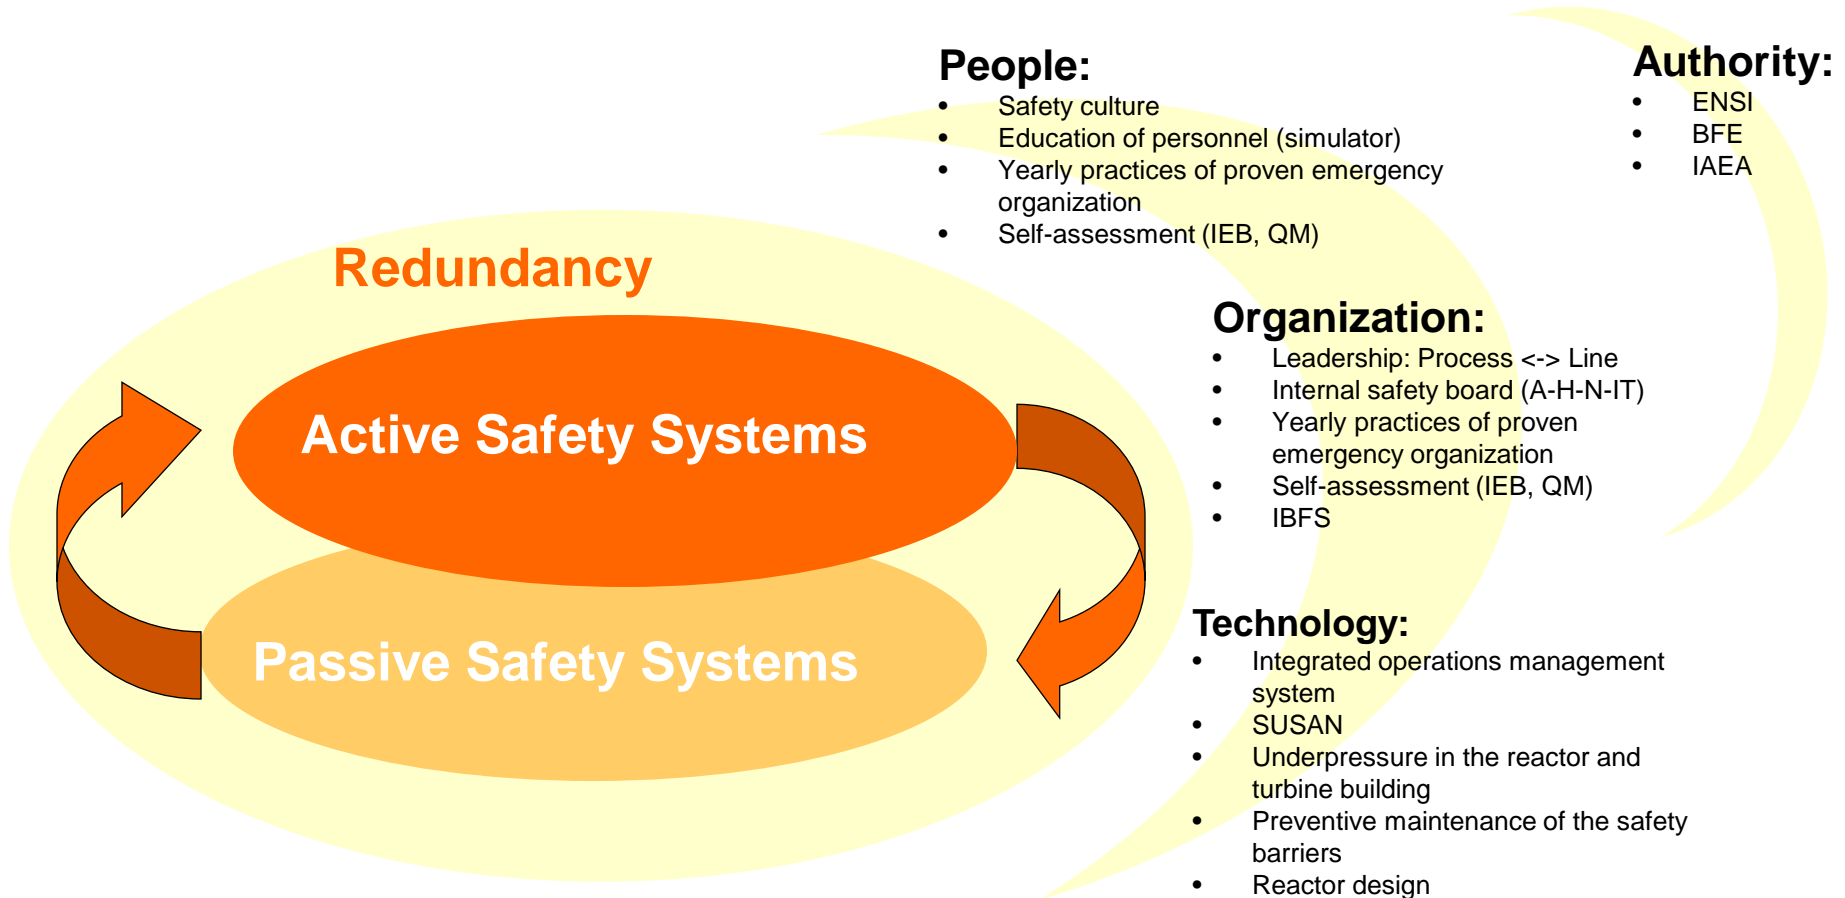 People:
• Safety culture
• Education of personnel (simulator)
• Yearly practices of proven emergency
organization
• Self-assessment (IEB, QM)
Authority:
• ENSI
• BFE
• IAEA
Redundancy
Active Safety Systems
Passive Safety Systems
Organization:
• Leadership: Process <-> Line
• Internal safety board (A-H-N-IT)
• Yearly practices of proven
emergency organization
• Self-assessment (IEB, QM)
• IBFS
Technology:
• Integrated operations management
system
• SUSAN
• Underpressure in the reactor and
turbine building
• Preventive maintenance of the safety
barriers
• Reactor design